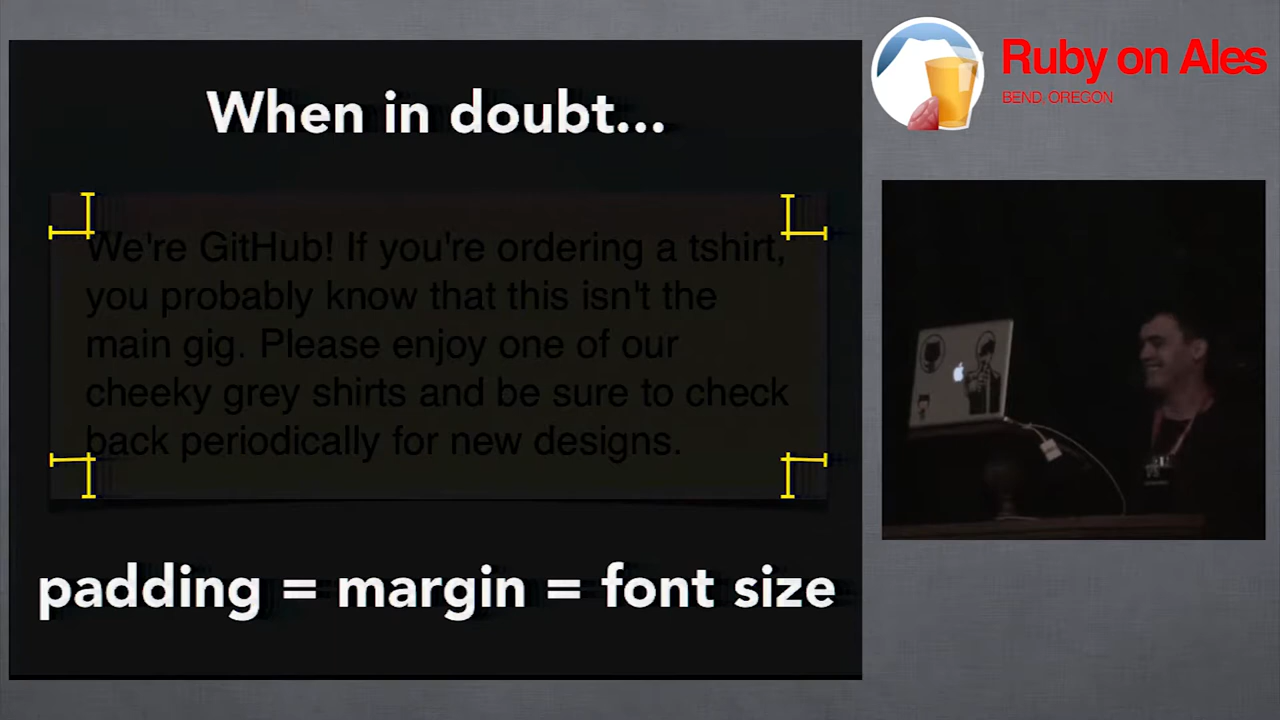 When in doubt...
We're GitHub! If you're ordering a tshirt,
you probably know that this isn't the
main gig. Please enjoy one of our
cheeky grey shirts and be sure to check
back periodically for new designs.
padding = margin = font size
Ruby on Ales
BEND, OREGON